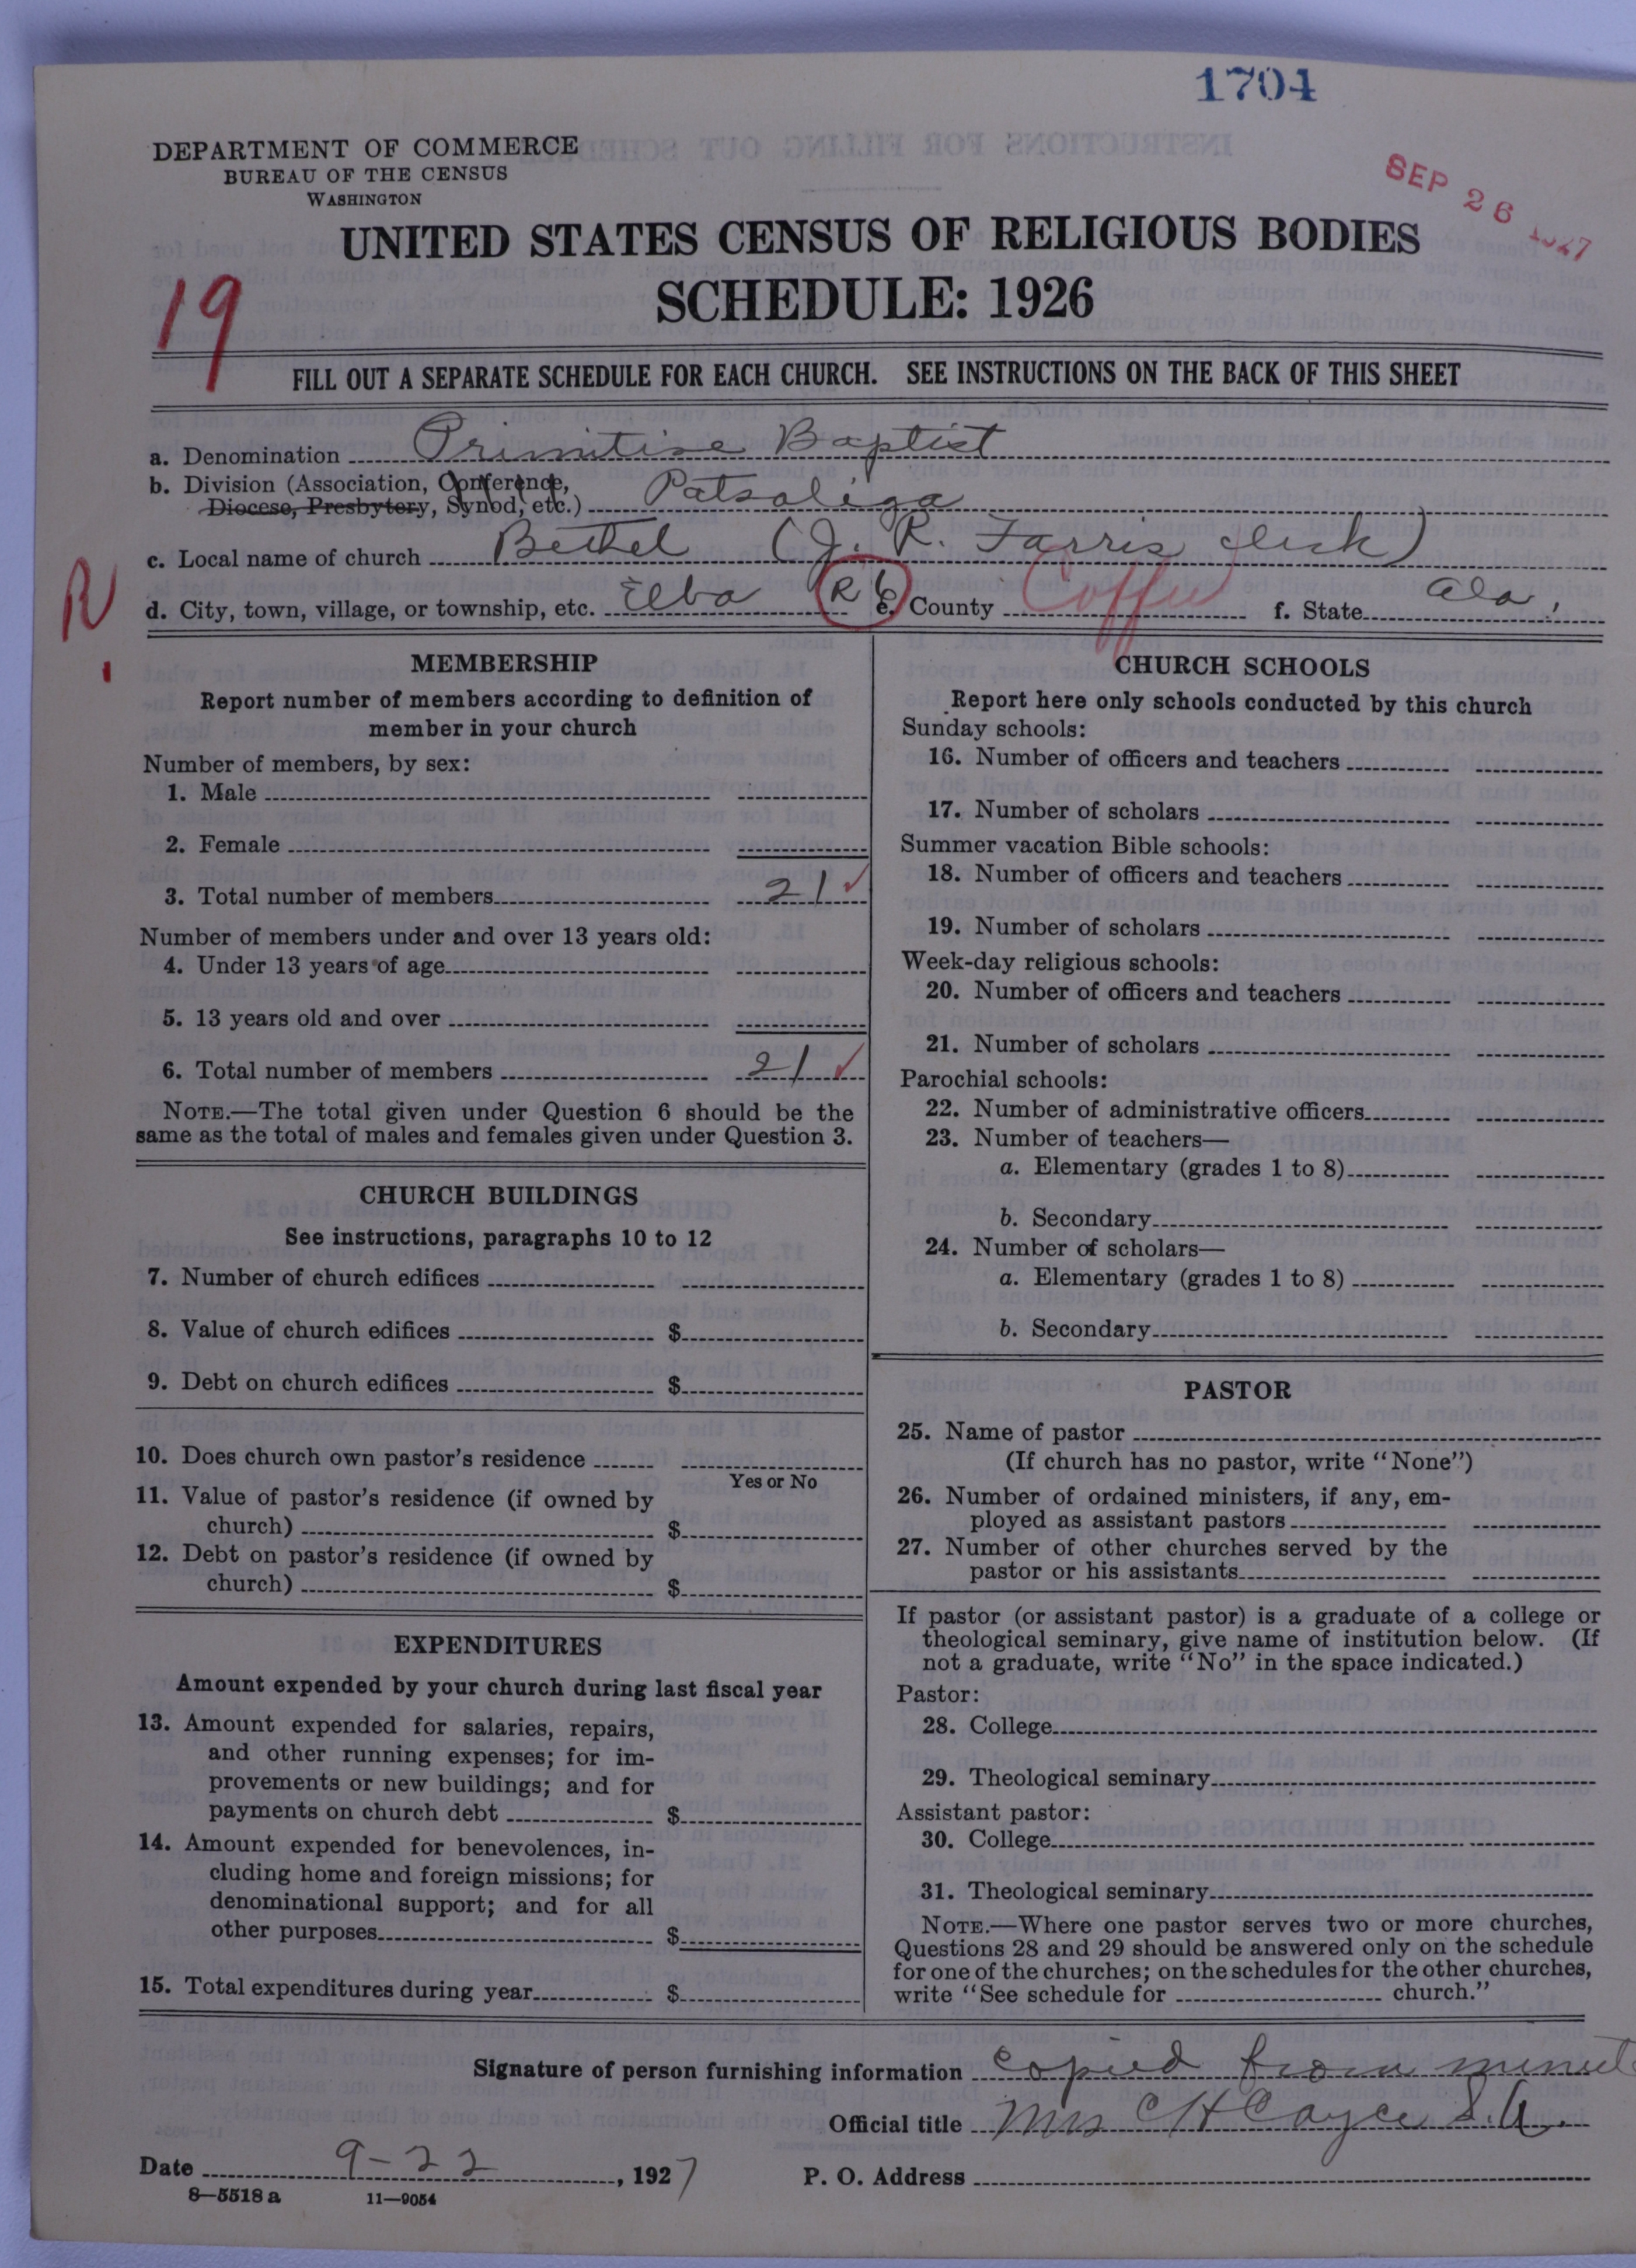 1704
DEPARTMENT OF COMMERCE
BUREAU OF THE CENSUS
WASHINGTON
SEP 26 1927
UNITED STATES CENSUS OF RELIGIOUS BODIES
SCHEDULE: 1926
19
FILL OUT A SEPARATE SCHEDULE FOR EACH CHURCH. SEE INSTRUCTIONS ON THE BACK OF THIS SHEET
a. Denomination Primitive Baptist
b. Division (Association, Conference,
Diocese, Presbytery, Synod, etc.) Patsaliga
c. Local name of church Bethel (J. R. Farris clerk)
R
d. City, town, village, or township, etc. Elba R6 e. County Coffee f. State Ala.
MEMBERSHIP
Report number of members according to definition of
member in your church
Number of members, by sex:
1. Male
2. Female
3. Total number of members 21 ✓
Number of members under and over 13 years old:
4. Under 13 years of age
5. 13 years old and over
6. Total number of members 21 ✓
NOTE.—The total given under Question 6 should be the
same as the total of males and females given under Question 3.
CHURCH BUILDINGS
See instructions, paragraphs 10 to 12
7. Number of church edifices
8. Value of church edifices $
9. Debt on church edifices $
10. Does church own pastor's residence
Yes or No
11. Value of pastor's residence (if owned by
church) $
12. Debt on pastor's residence (if owned by
church) $
EXPENDITURES
Amount expended by your church during last fiscal year
13. Amount expended for salaries, repairs,
and other running expenses; for im-
provements or new buildings; and for
payments on church debt $
14. Amount expended for benevolences, in-
cluding home and foreign missions; for
denominational support; and for all
other purposes $
15. Total expenditures during year $
CHURCH SCHOOLS
Report here only schools conducted by this church
Sunday schools:
16. Number of officers and teachers
17. Number of scholars
Summer vacation Bible schools:
18. Number of officers and teachers
19. Number of scholars
Week-day religious schools:
20. Number of officers and teachers
21. Number of scholars
Parochial schools:
22. Number of administrative officers
23. Number of teachers—
a. Elementary (grades 1 to 8)
b. Secondary
24. Number of scholars—
a. Elementary (grades 1 to 8)
b. Secondary
PASTOR
25. Name of pastor
(If church has no pastor, write "None")
26. Number of ordained ministers, if any, em-
ployed as assistant pastors
27. Number of other churches served by the
pastor or his assistants
If pastor (or assistant pastor) is a graduate of a college or
theological seminary, give name of institution below. (If
not a graduate, write "No" in the space indicated.)
Pastor:
28. College
29. Theological seminary
Assistant pastor:
30. College
31. Theological seminary
NOTE.—Where one pastor serves two or more churches,
Questions 28 and 29 should be answered only on the schedule
for one of the churches; on the schedules for the other churches,
write "See schedule for church."
Signature of person furnishing information copied from minute
Official title Mrs C H Cayce S.A.
Date 9-22, 1927 P. O. Address
8—5518 a 11—9054